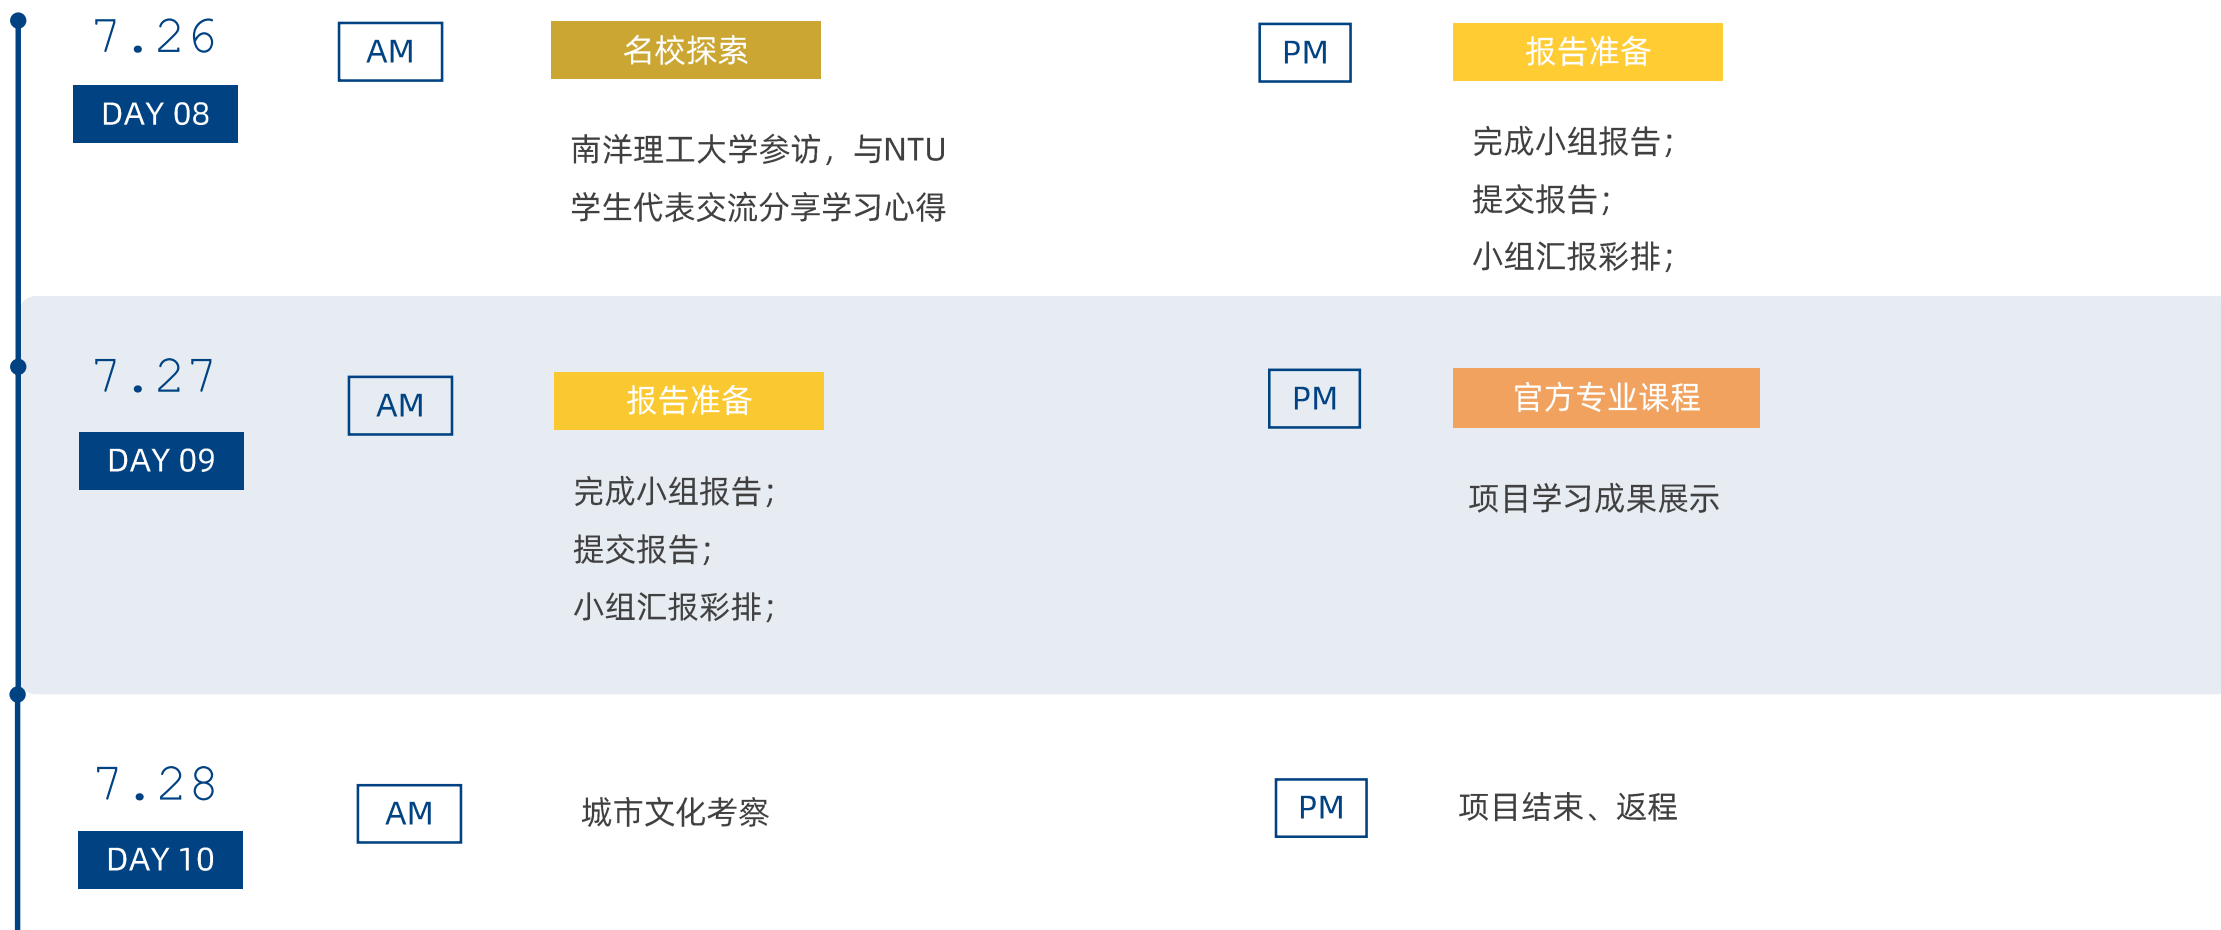 7.26
DAY 08
AM
名校探索
南洋理工大学参访，与NTU
学生代表交流分享学习心得
PM
报告准备
完成小组报告；
提交报告；
小组汇报彩排；
7.27
DAY 09
AM
报告准备
完成小组报告；
提交报告；
小组汇报彩排；
PM
官方专业课程
项目学习成果展示
7.28
DAY 10
AM
城市文化考察
PM
项目结束、返程